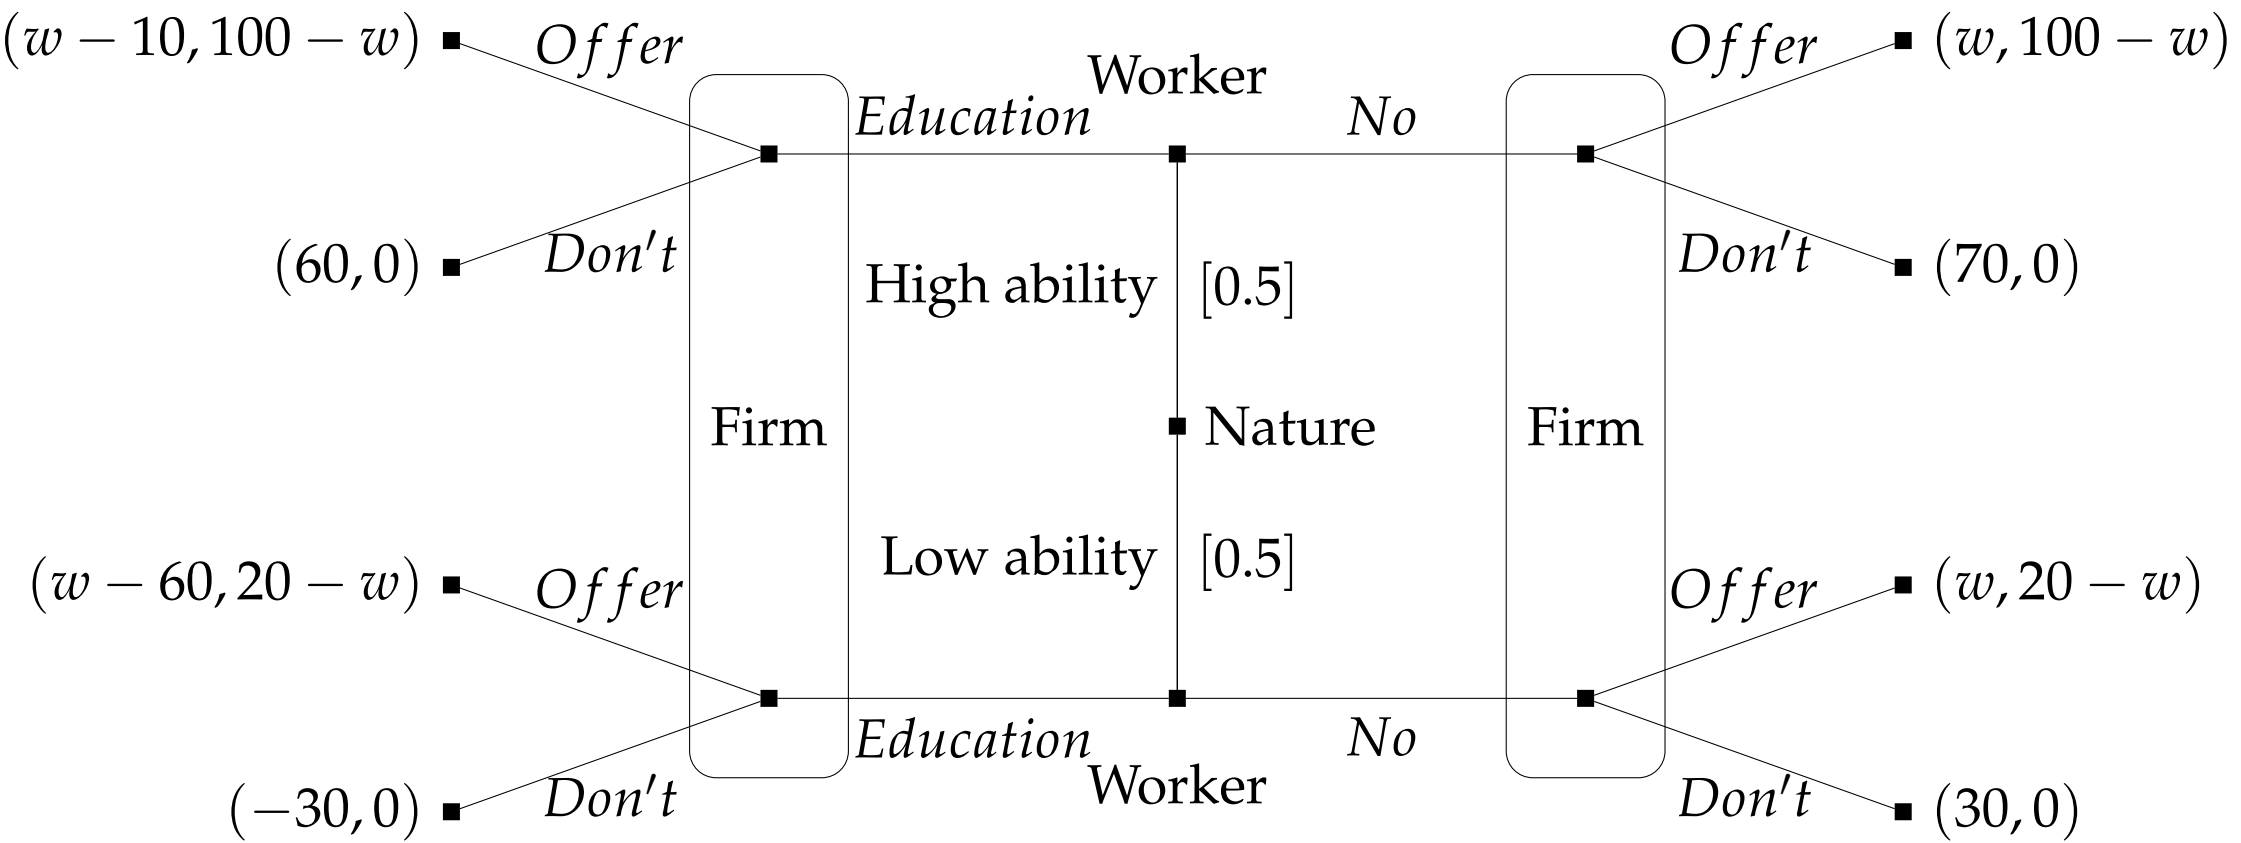 (w − 10, 100 − w) Offer Offer (w, 100 − w)
Worker
Education No
(60, 0) Don't Don't (70, 0)
High ability [0.5]
Firm Nature Firm
Low ability [0.5]
(w − 60, 20 − w) Offer Offer (w, 20 − w)
Education No
Worker
(−30, 0) Don't Don't (30, 0)